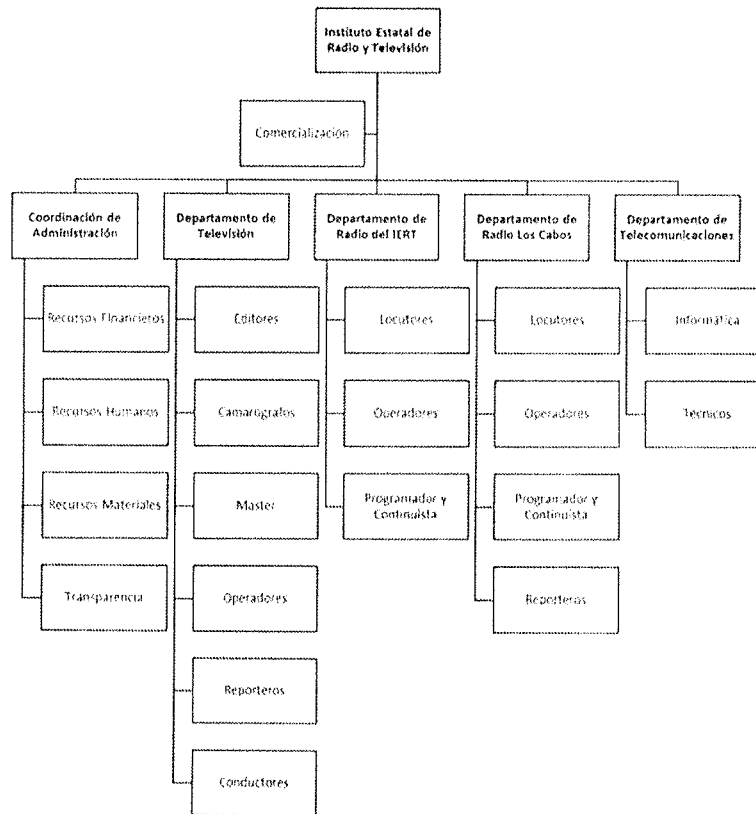 Instituto Estatal de
Radio y Televisión
Comercialización
Coordinación de
Administración
Departamento de
Televisión
Departamento de
Radio del IERT
Departamento de
Radio Los Cabos
Departamento de
Telecomunicaciones
Recursos Financieros
Recursos Humanos
Recursos Materiales
Transparencia
Editores
Camarógrafos
Master
Operadores
Reporteros
Conductores
Locutores
Operadores
Programador y
Continuista
Locutores
Operadores
Programador y
Continuista
Reporteros
Informática
Técnicos